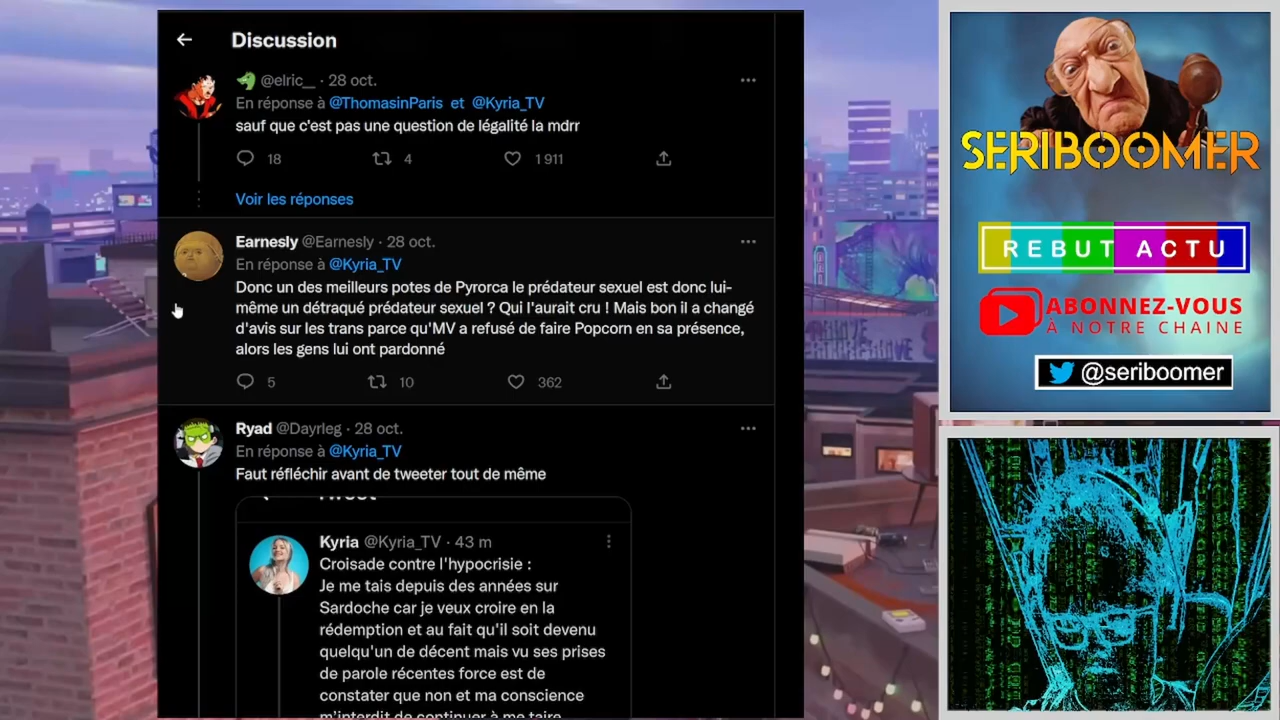 Discussion
@elric__ · 28 oct.
En réponse à @ThomasinParis et @Kyria_TV
sauf que c'est pas une question de légalité la mdrr
18 4 1 911
Voir les réponses
Earnesly @Earnesly · 28 oct.
En réponse à @Kyria_TV
Donc un des meilleurs potes de Pyrorca le prédateur sexuel est donc lui-
même un détraqué prédateur sexuel ? Qui l'aurait cru ! Mais bon il a changé
d'avis sur les trans parce qu'MV a refusé de faire Popcorn en sa présence,
alors les gens lui ont pardonné
5 10 362
Ryad @Dayrleg · 28 oct.
En réponse à @Kyria_TV
Faut réfléchir avant de tweeter tout de même
Tweet
Kyria @Kyria_TV · 43 m
Croisade contre l'hypocrisie :
Je me tais depuis des années sur
Sardoche car je veux croire en la
rédemption et au fait qu'il soit devenu
quelqu'un de décent mais vu ses prises
de parole récentes force est de
constater que non et ma conscience
m'interdit de continuer à me taire
SERIBOOMER
REBUT ACTU
ABONNEZ-VOUS
À NOTRE CHAINE
@seriboomer